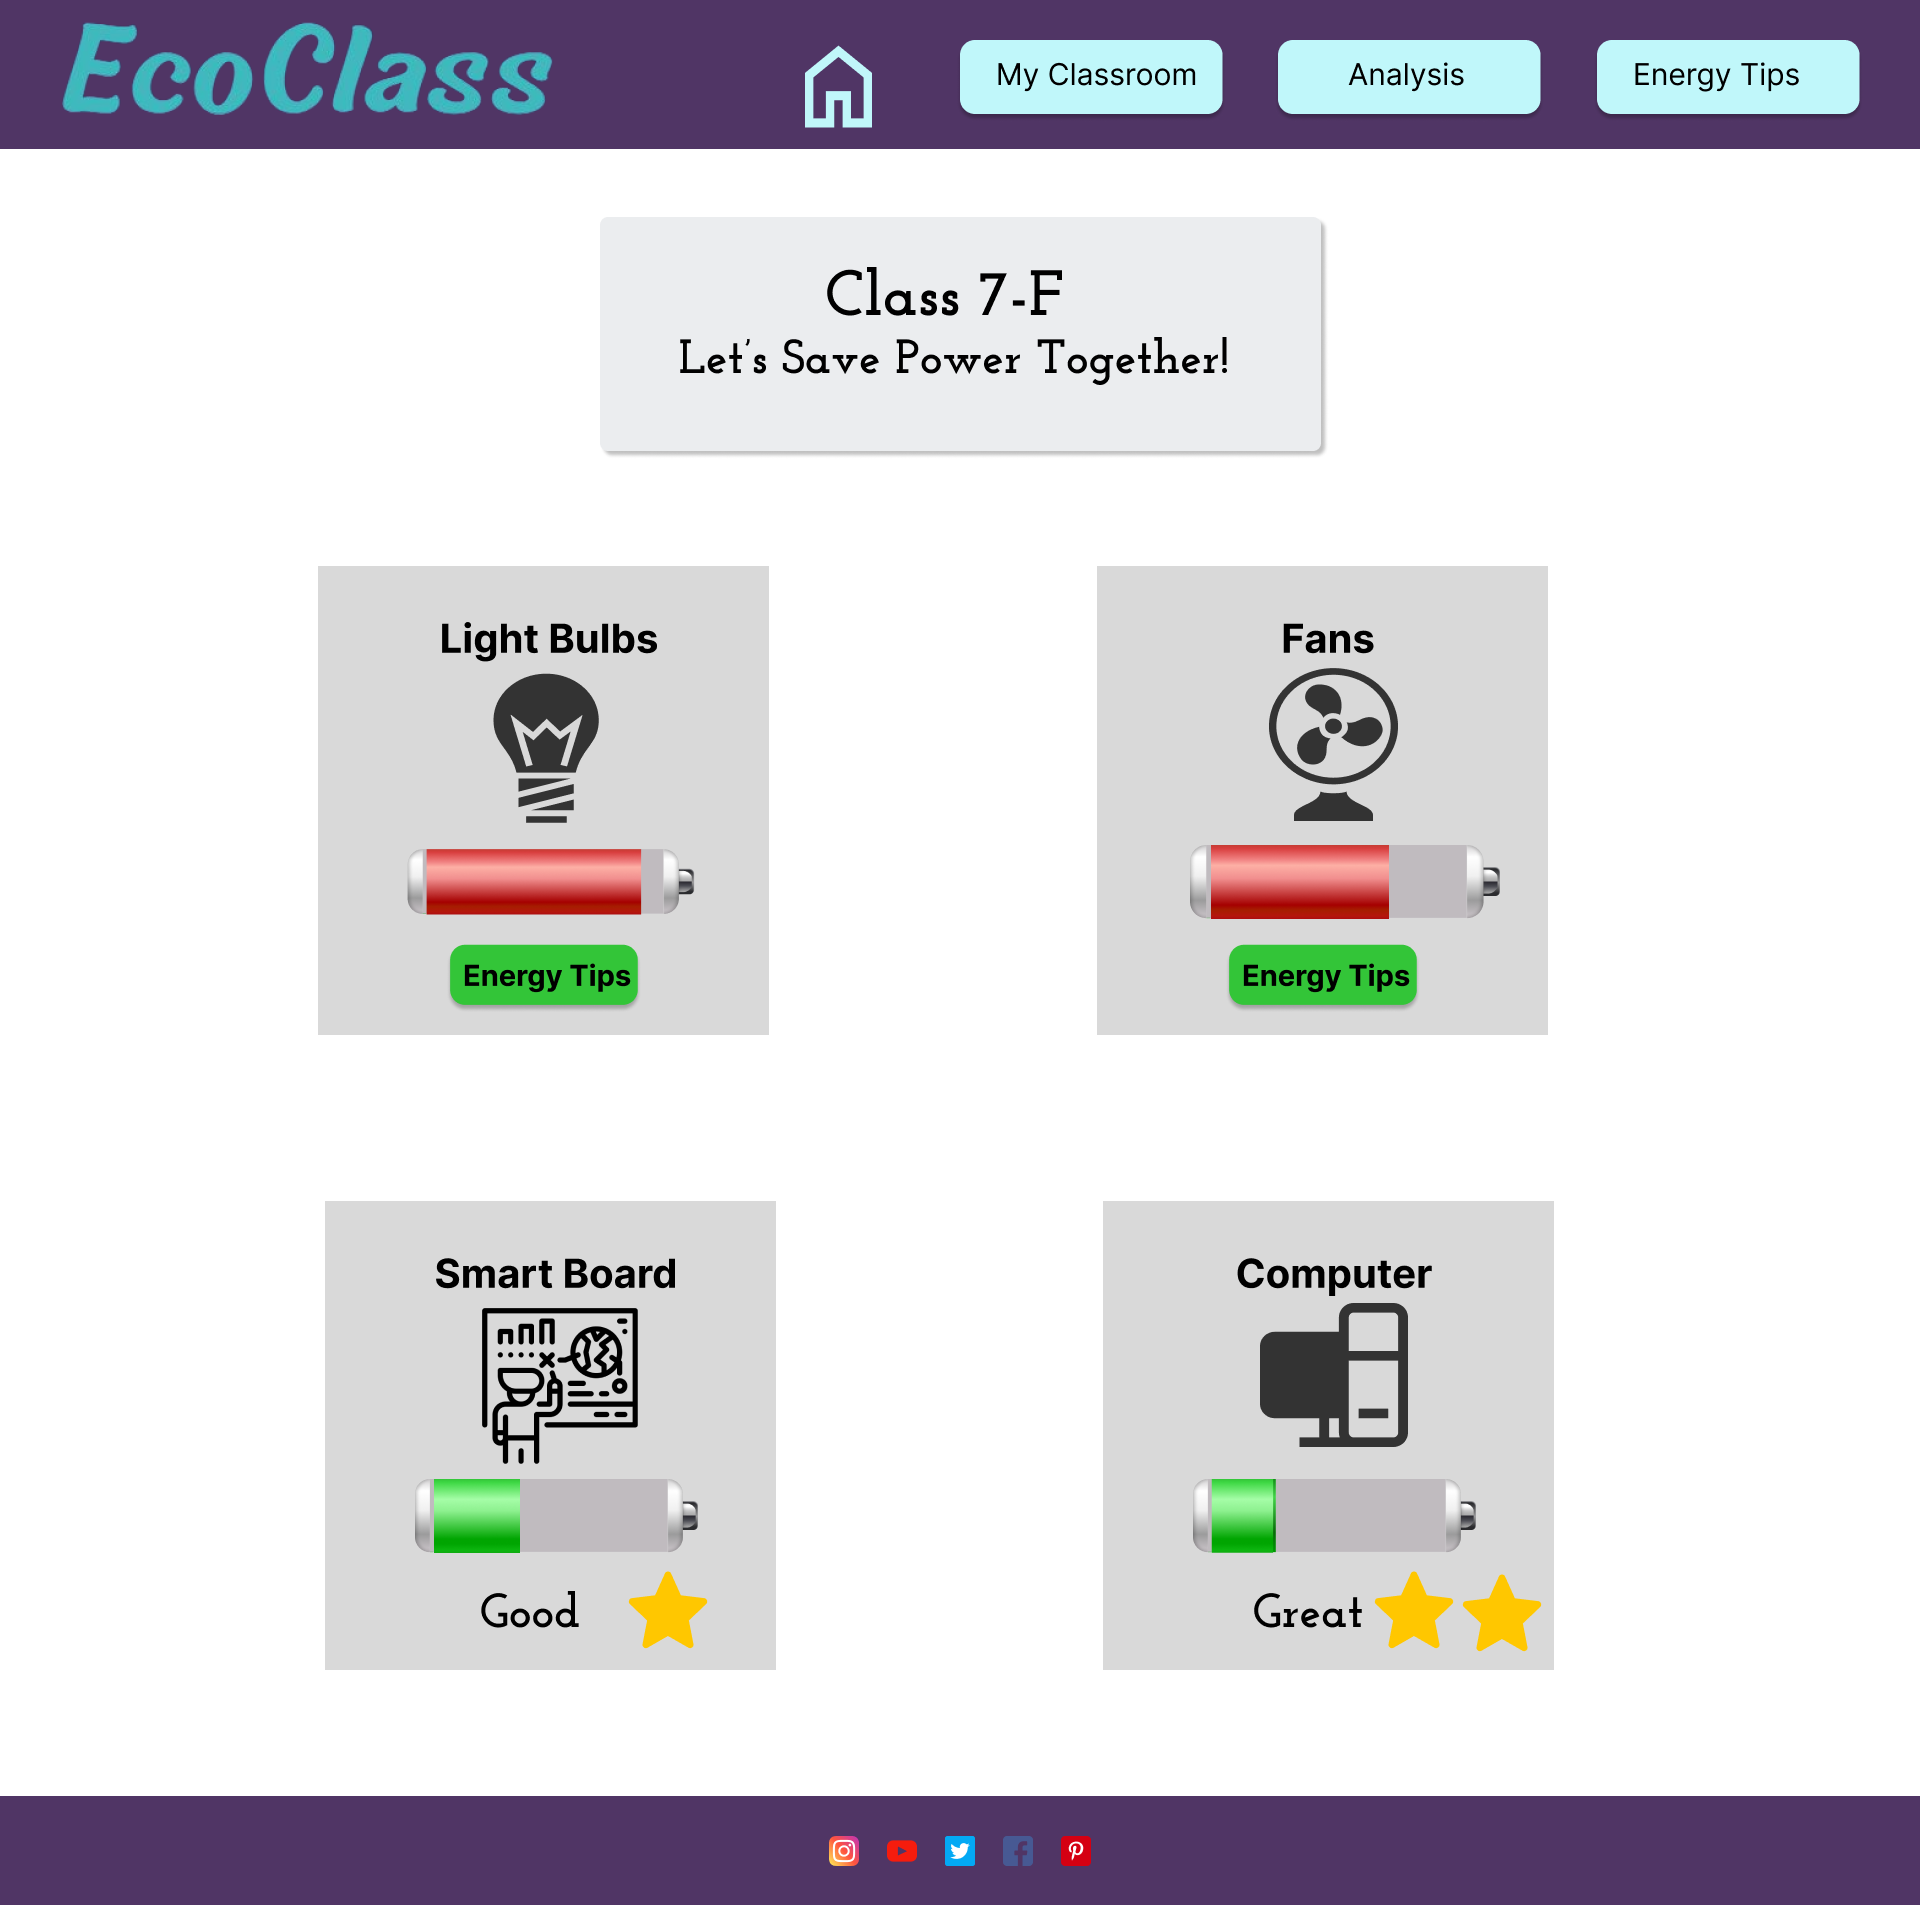 EcoClass
My Classroom
Analysis
Energy Tips
Class 7-F
Let's Save Power Together!
Light Bulbs
Energy Tips
Fans
Energy Tips
Smart Board
Good
Computer
Great